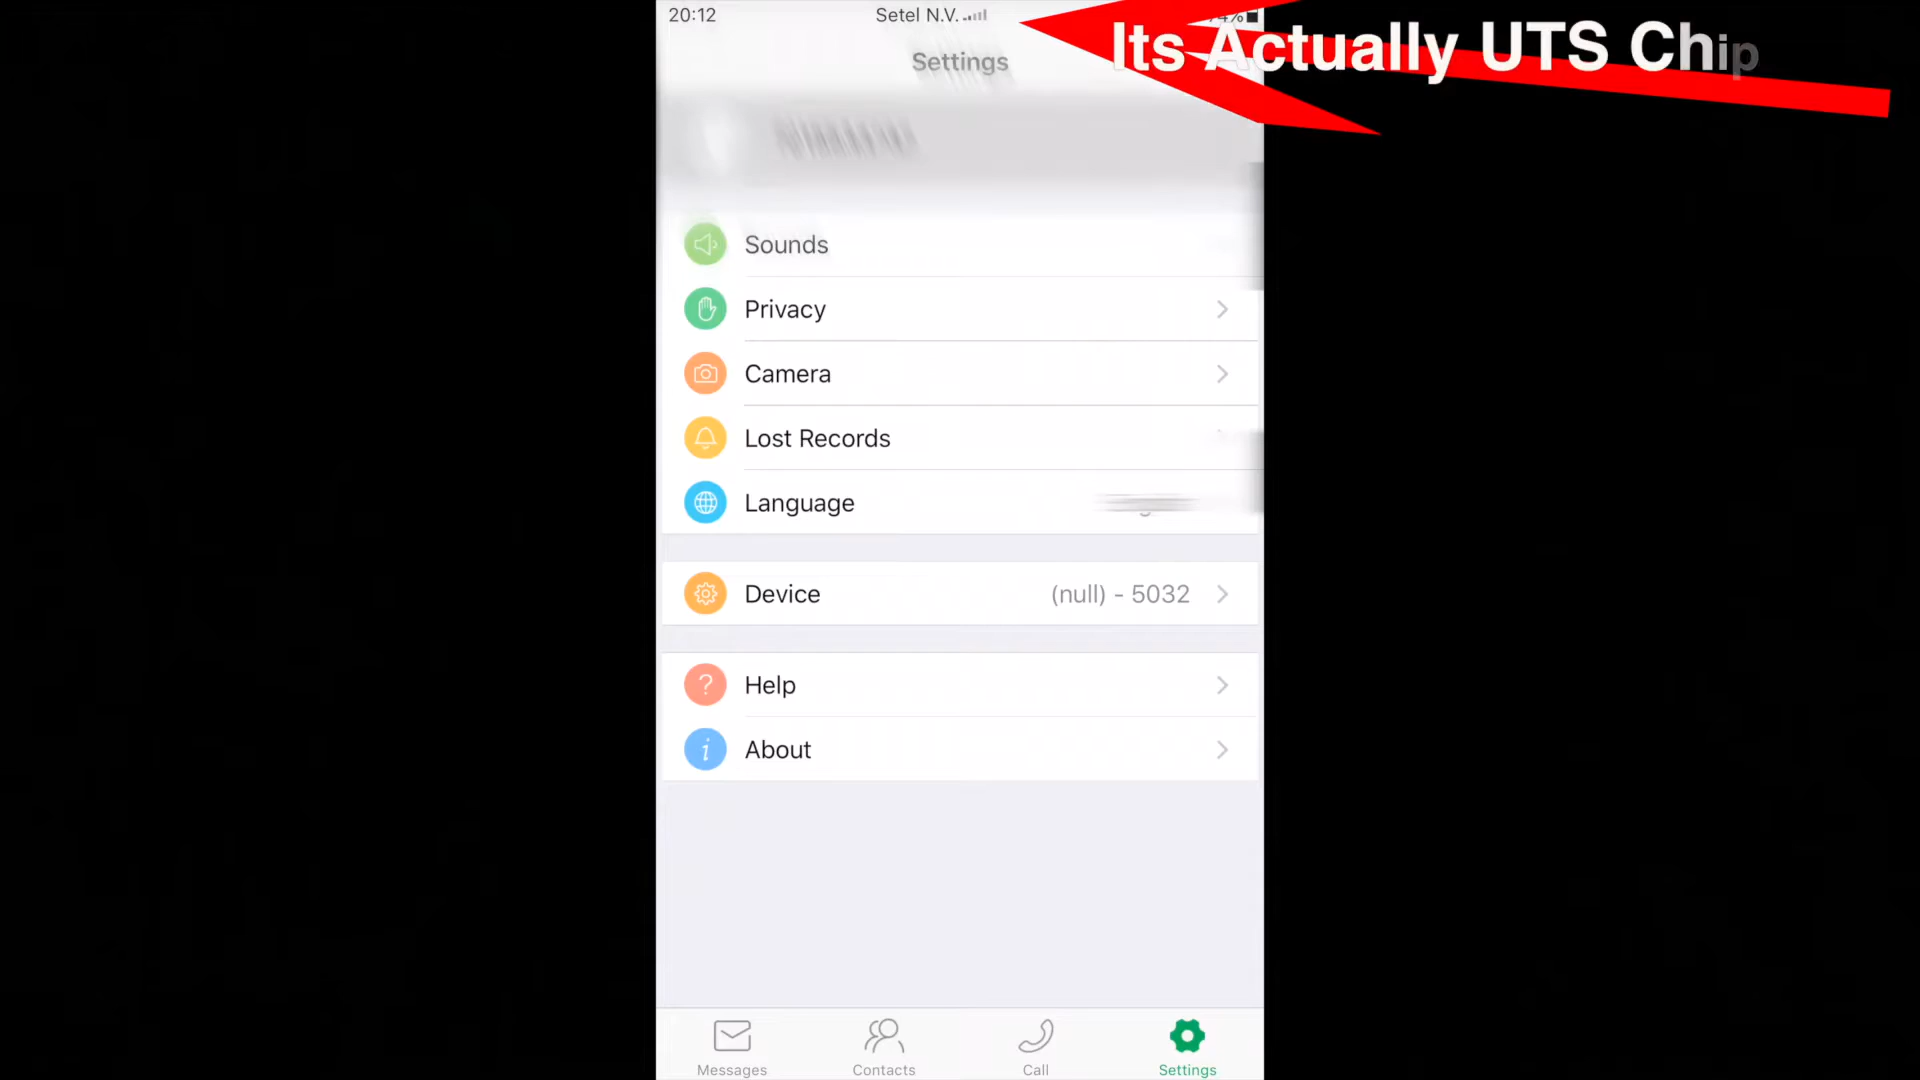 20:12 Setel N.V.
Its Actually UTS Chip
Settings
Sounds
Privacy
Camera
Lost Records
Language
Device (null) - 5032
?
Help
i
About
Messages Contacts Call Settings